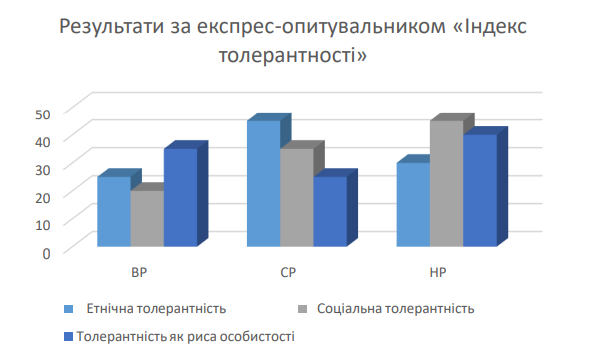 Результати за експрес-опитувальником «Індекс
толерантності»
50
40
30
20
10
0
ВР
СР
НР
Етнічна толерантність
Соціальна толерантність
Толерантність як риса особистості